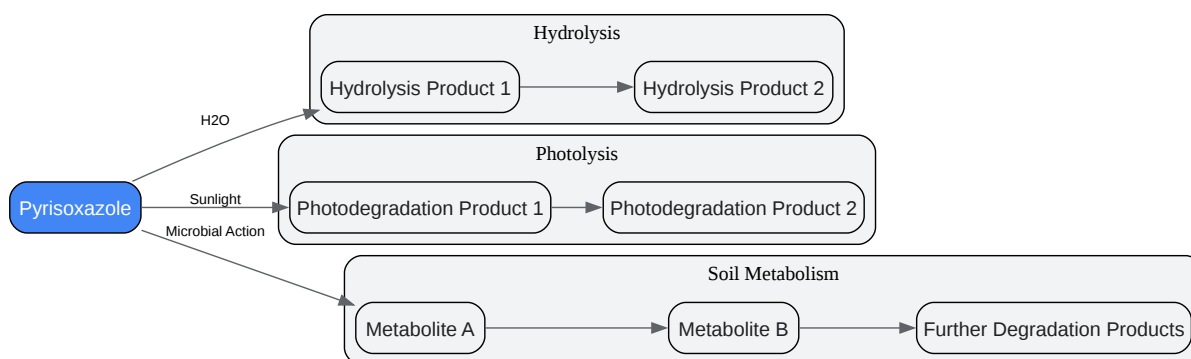 Hydrolysis
Hydrolysis Product 1
Hydrolysis Product 2
H2O
Photolysis
Pyrisoxazole
Sunlight
Photodegradation Product 1
Photodegradation Product 2
Microbial Action
Soil Metabolism
Metabolite A
Metabolite B
Further Degradation Products